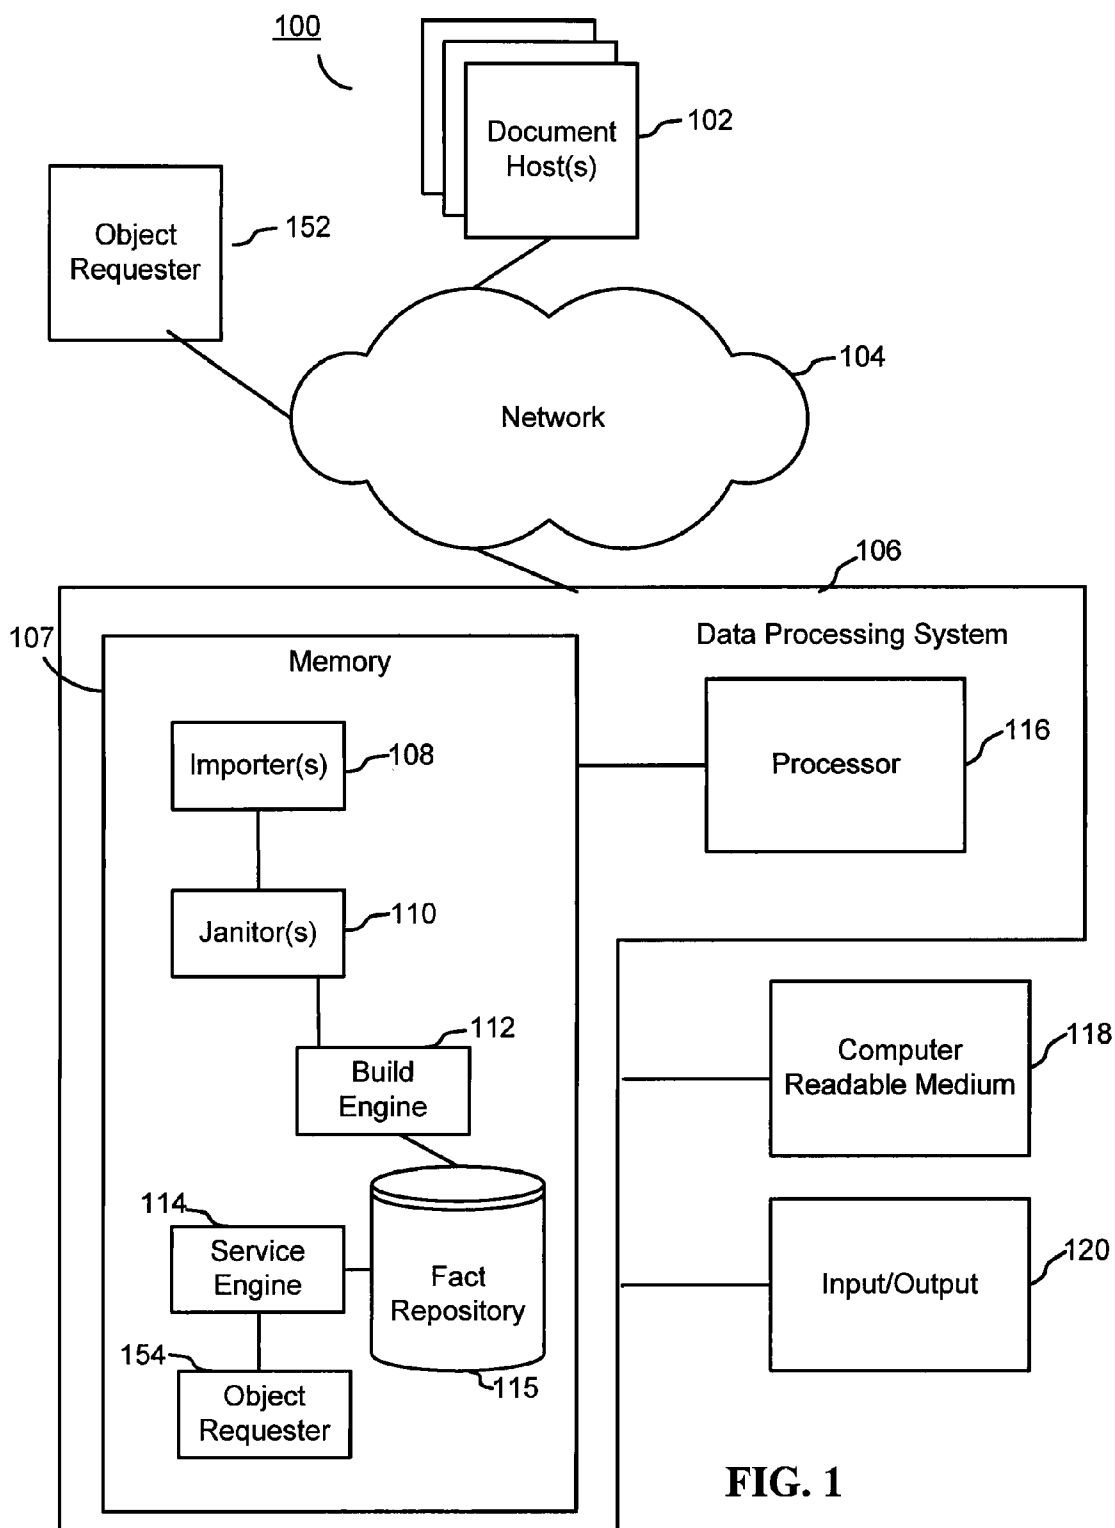 100
Document
Host(s)
102
Object
Requester
152
Network
104
106
Data Processing System
107
Memory
Importer(s)
108
Processor
116
Janitor(s)
110
112
Build
Engine
Computer
Readable Medium
118
114
Service
Engine
Fact
Repository
115
Input/Output
120
154
Object
Requester
FIG. 1